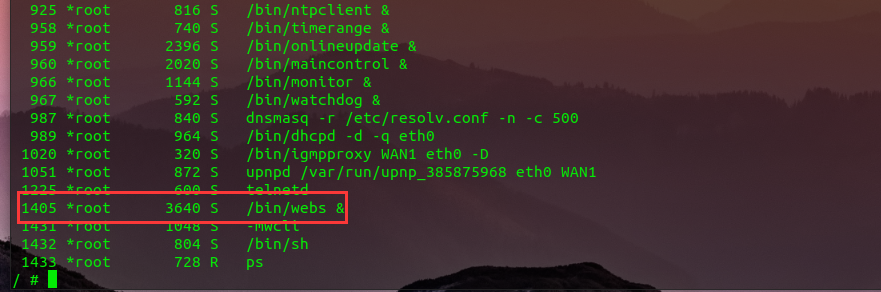 925 *root 816 S /bin/ntpclient &
958 *root 740 S /bin/timerange &
959 *root 2396 S /bin/onlineupdate &
960 *root 2020 S /bin/maincontrol &
966 *root 1144 S /bin/monitor &
967 *root 592 S /bin/watchdog &
987 *root 840 S dnsmasq -r /etc/resolv.conf -n -c 500
989 *root 964 S /bin/dhcpd -d -q eth0
1020 *root 320 S /bin/igmpproxy WAN1 eth0 -D
1051 *root 872 S upnpd /var/run/upnp_385875968 eth0 WAN1
1225 *root 600 S telnetd
1405 *root 3640 S /bin/webs &
1431 *root 1048 S -mwcli
1432 *root 804 S /bin/sh
1433 *root 728 R ps
/ #